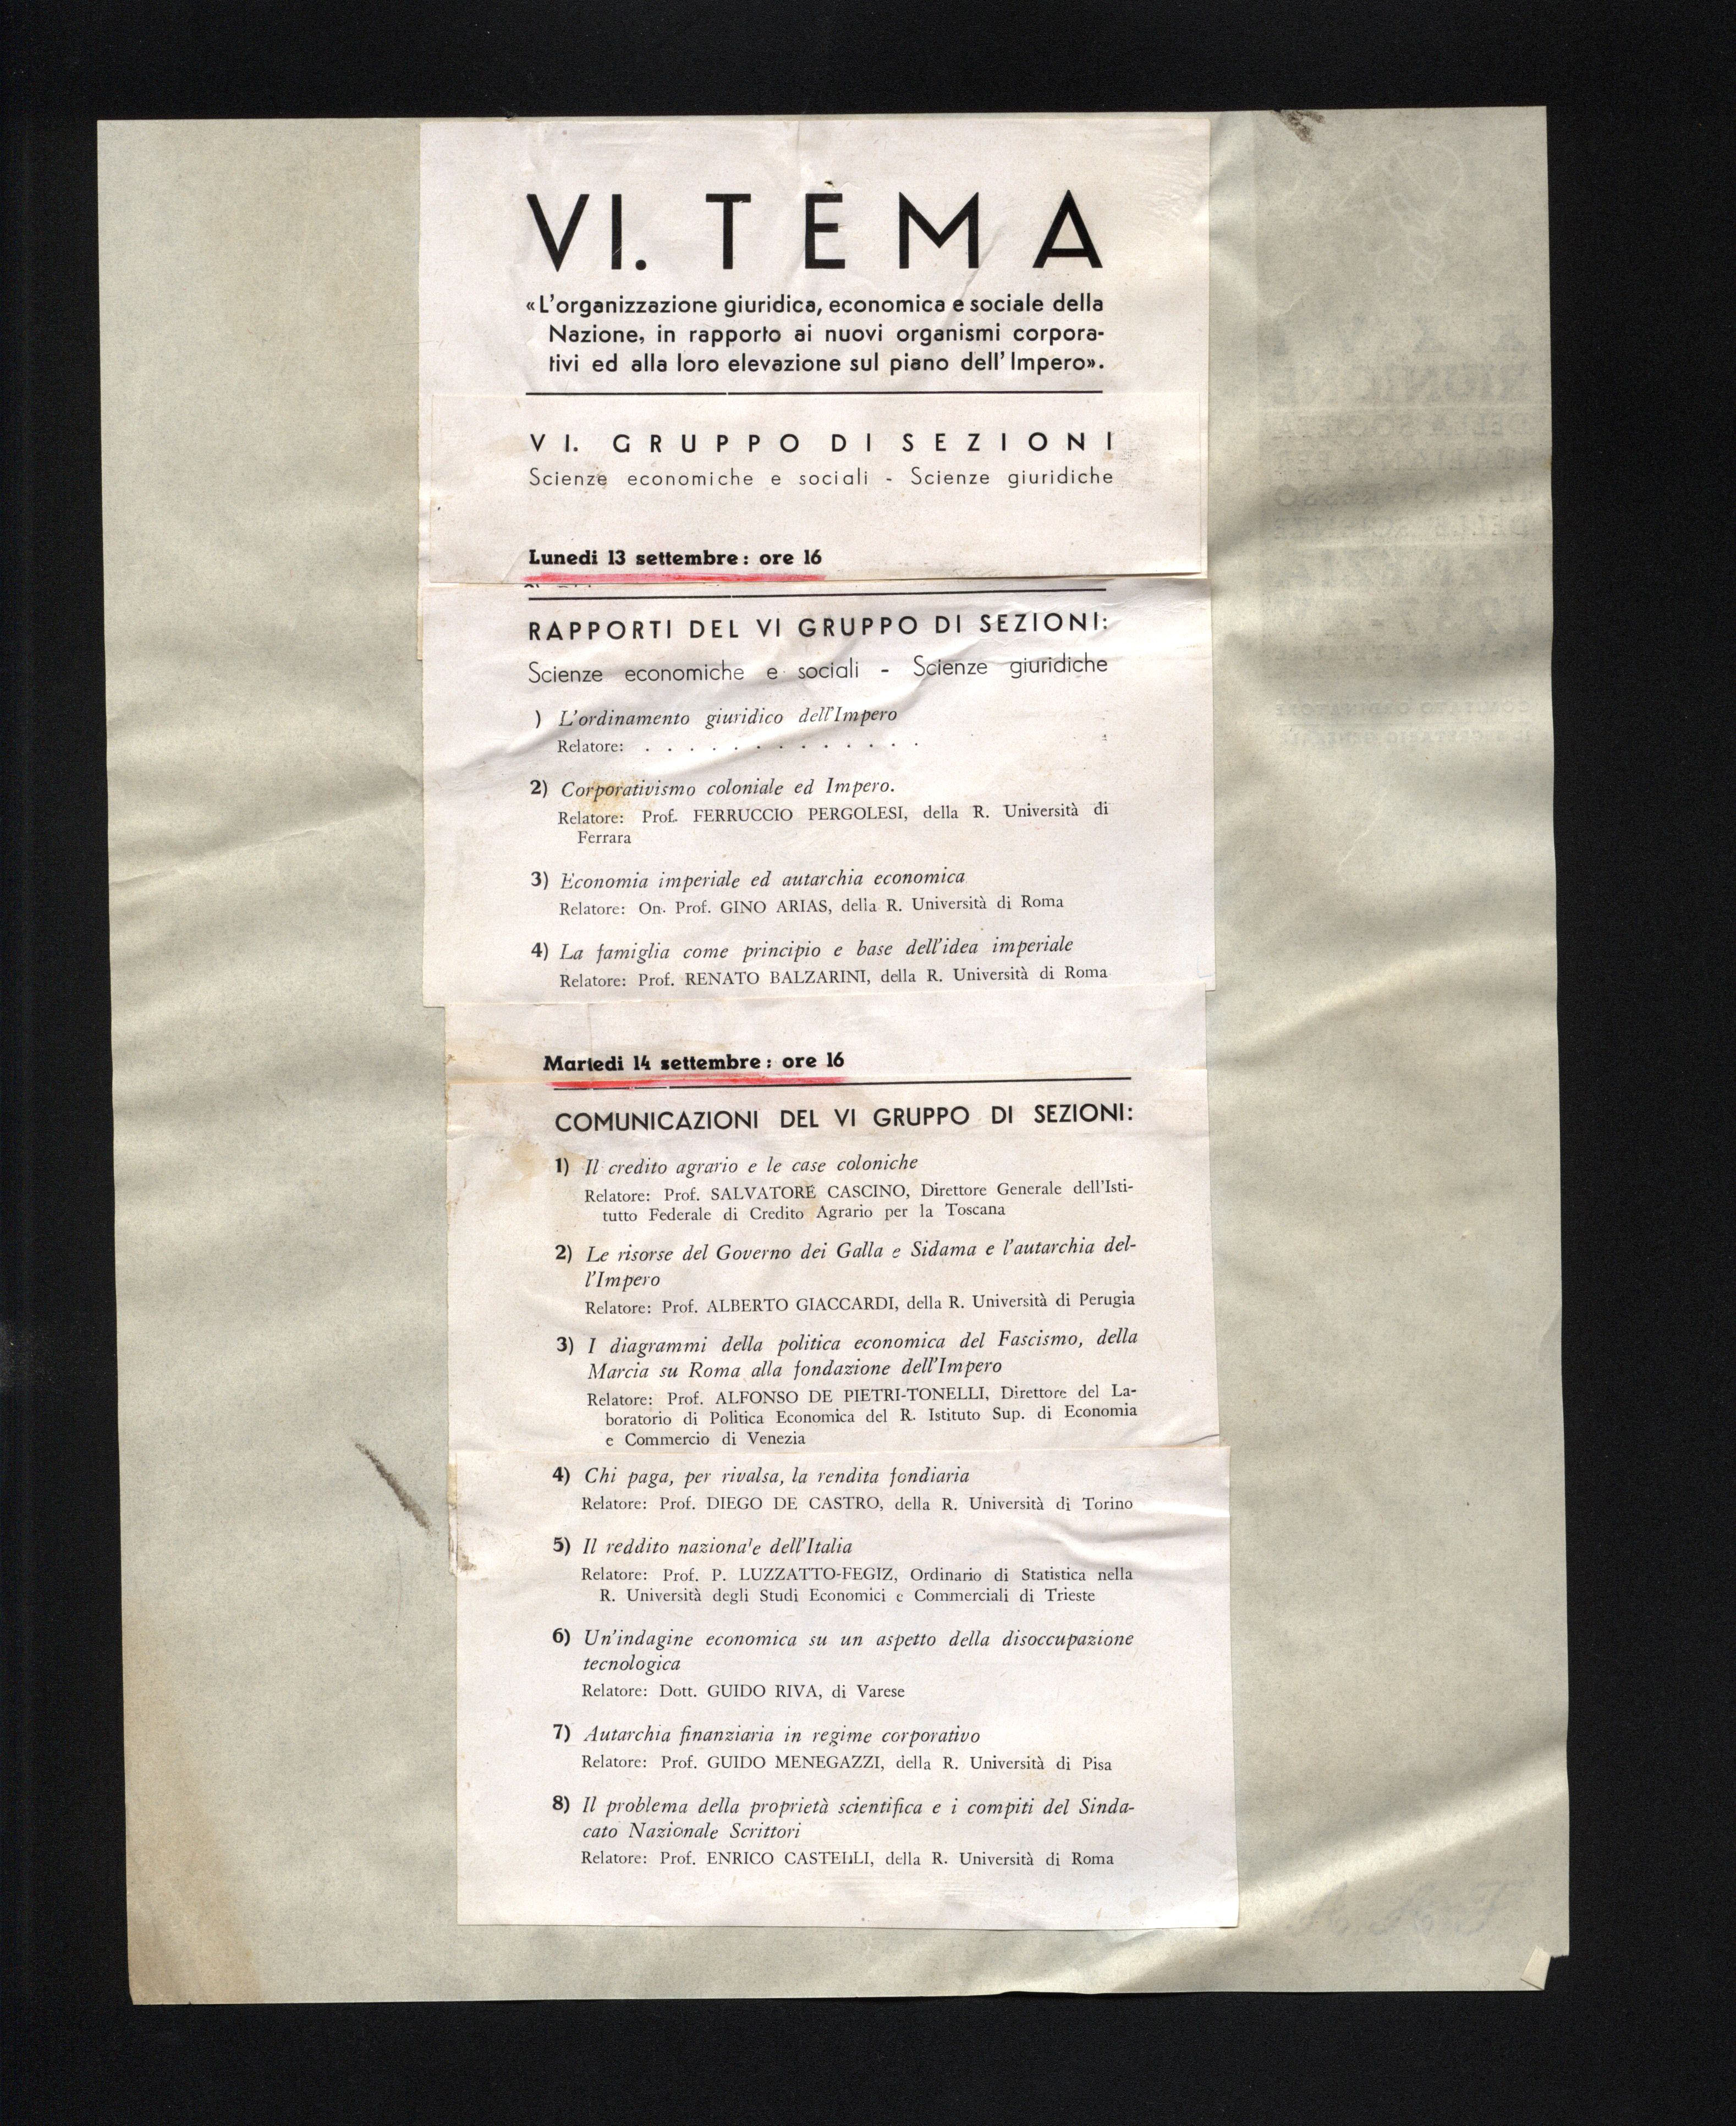 VI. TEMA
«L'organizzazione giuridica, economica e sociale della
Nazione, in rapporto ai nuovi organismi corpora-
tivi ed alla loro elevazione sul piano dell'Impero».
VI. GRUPPO DI SEZIONI
Scienze economiche e sociali - Scienze giuridiche
Lunedi 13 settembre: ore 16
RAPPORTI DEL VI GRUPPO DI SEZIONI:
Scienze economiche e sociali - Scienze giuridiche
) L'ordinamento giuridico dell'Impero
Relatore: . . . . . . . . . . . . .
2) Corporativismo coloniale ed Impero.
Relatore: Prof. FERRUCCIO PERGOLESI, della R. Università di
Ferrara
3) Economia imperiale ed autarchia economica
Relatore: On. Prof. GINO ARIAS, della R. Università di Roma
4) La famiglia come principio e base dell'idea imperiale
Relatore: Prof. RENATO BALZARINI, della R. Università di Roma
Martedi 14 settembre: ore 16
COMUNICAZIONI DEL VI GRUPPO DI SEZIONI:
1) Il credito agrario e le case coloniche
Relatore: Prof. SALVATORE CASCINO, Direttore Generale dell'Isti-
tutto Federale di Credito Agrario per la Toscana
2) Le risorse del Governo dei Galla e Sidama e l'autarchia del-
l'Impero
Relatore: Prof. ALBERTO GIACCARDI, della R. Università di Perugia
3) I diagrammi della politica economica del Fascismo, della
Marcia su Roma alla fondazione dell'Impero
Relatore: Prof. ALFONSO DE PIETRI-TONELLI, Direttore del La-
boratorio di Politica Economica del R. Istituto Sup. di Economia
e Commercio di Venezia
4) Chi paga, per rivalsa, la rendita fondiaria
Relatore: Prof. DIEGO DE CASTRO, della R. Università di Torino
5) Il reddito nazionale dell'Italia
Relatore: Prof. P. LUZZATTO-FEGIZ, Ordinario di Statistica nella
R. Università degli Studi Economici e Commerciali di Trieste
6) Un'indagine economica su un aspetto della disoccupazione
tecnologica
Relatore: Dott. GUIDO RIVA, di Varese
7) Autarchia finanziaria in regime corporativo
Relatore: Prof. GUIDO MENEGAZZI, della R. Università di Pisa
8) Il problema della proprietà scientifica e i compiti del Sinda-
cato Nazionale Scrittori
Relatore: Prof. ENRICO CASTELLI, della R. Università di Roma